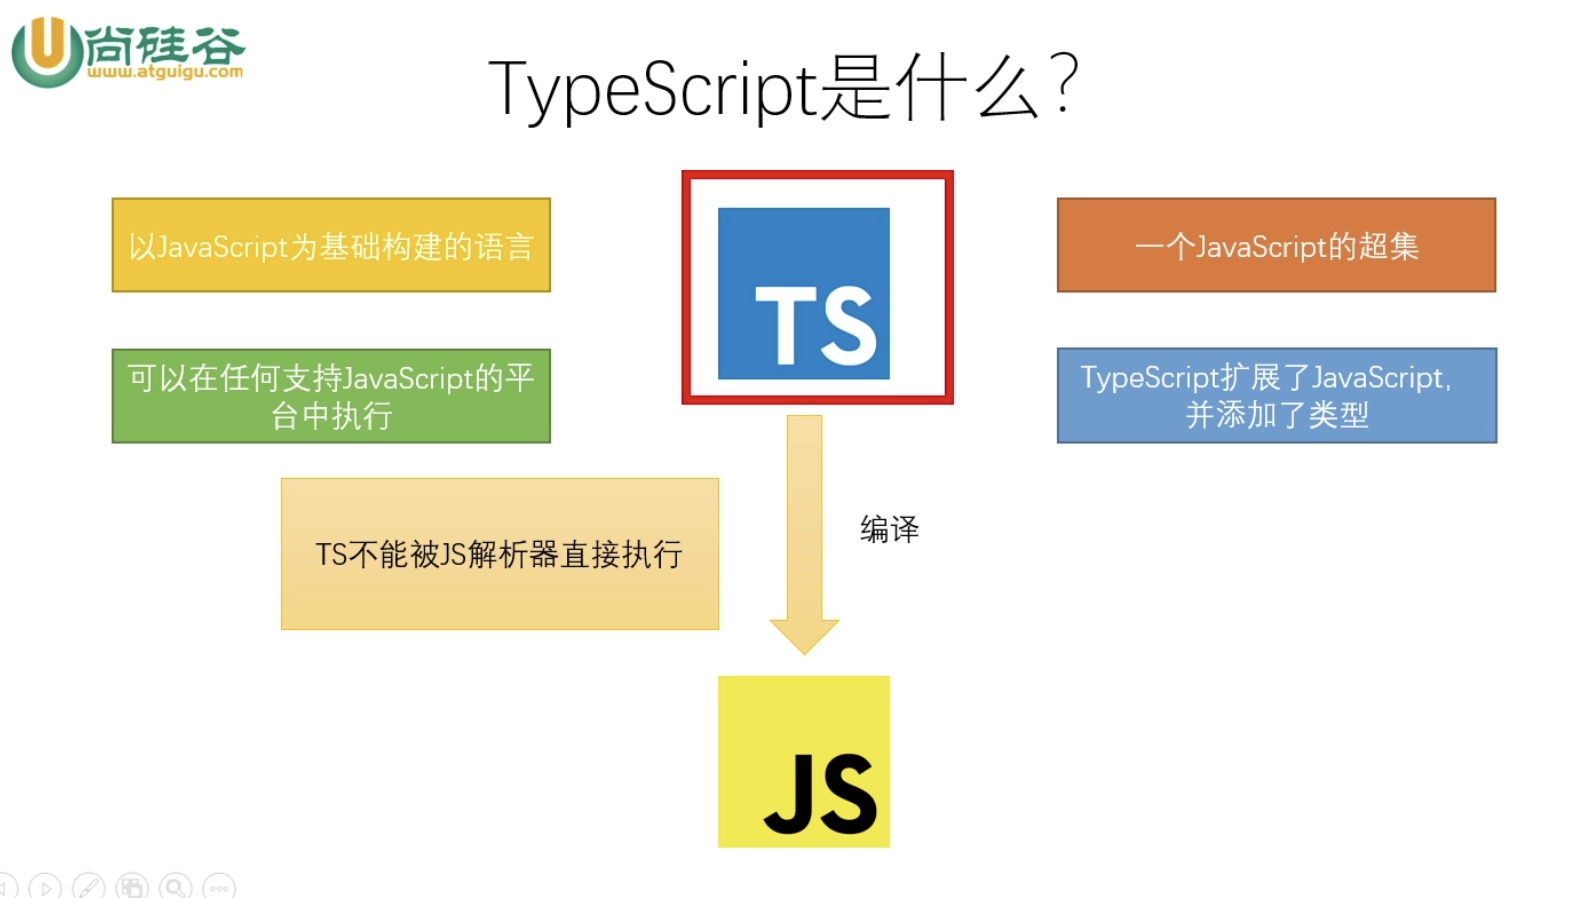 尚硅谷
www.atguigu.com
TypeScript是什么？
以JavaScript为基础构建的语言
一个JavaScript的超集
可以在任何支持JavaScript的平
台中执行
TypeScript扩展了JavaScript,
并添加了类型
TS
TS不能被JS解析器直接执行
编译
JS